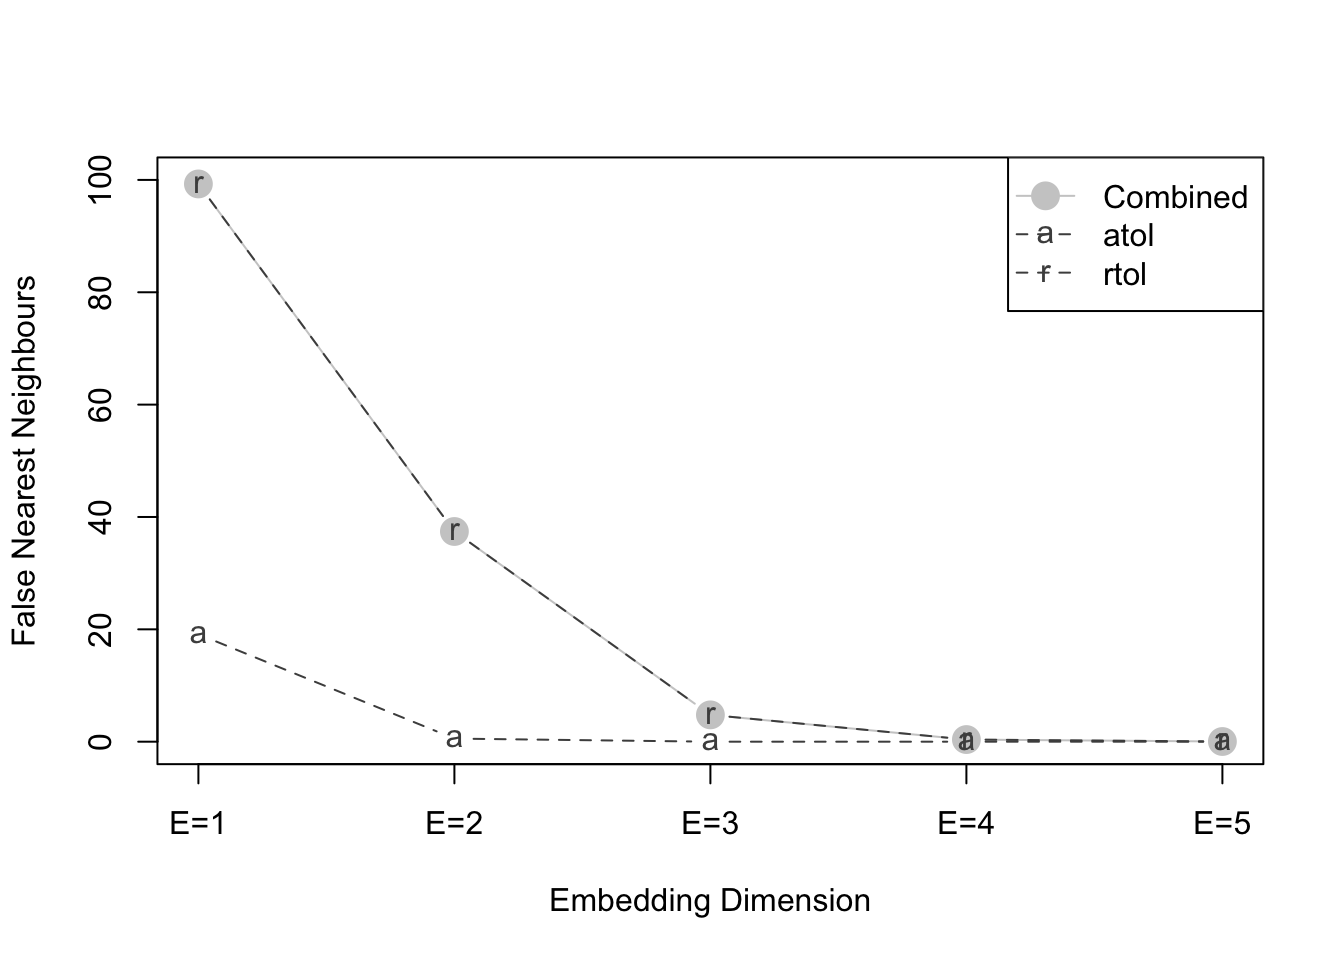 Combined
a atol
r rtol
False Nearest Neighbours
100
80
60
40
20
0
r
r
a
r
a
a
r
a
r
a
E=1 E=2 E=3 E=4 E=5
Embedding Dimension